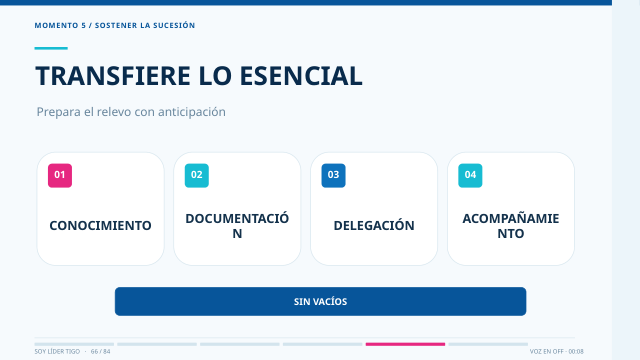 MOMENTO 5 / SOSTENER LA SUCESIÓN
TRANSFIERE LO ESENCIAL
Prepara el relevo con anticipación
01
CONOCIMIENTO
02
DOCUMENTACIÓ
N
03
DELEGACIÓN
04
ACOMPAÑAMIE
NTO
SIN VACÍOS
SOY LÍDER TIGO · 66 / 84
VOZ EN OFF · 00:08